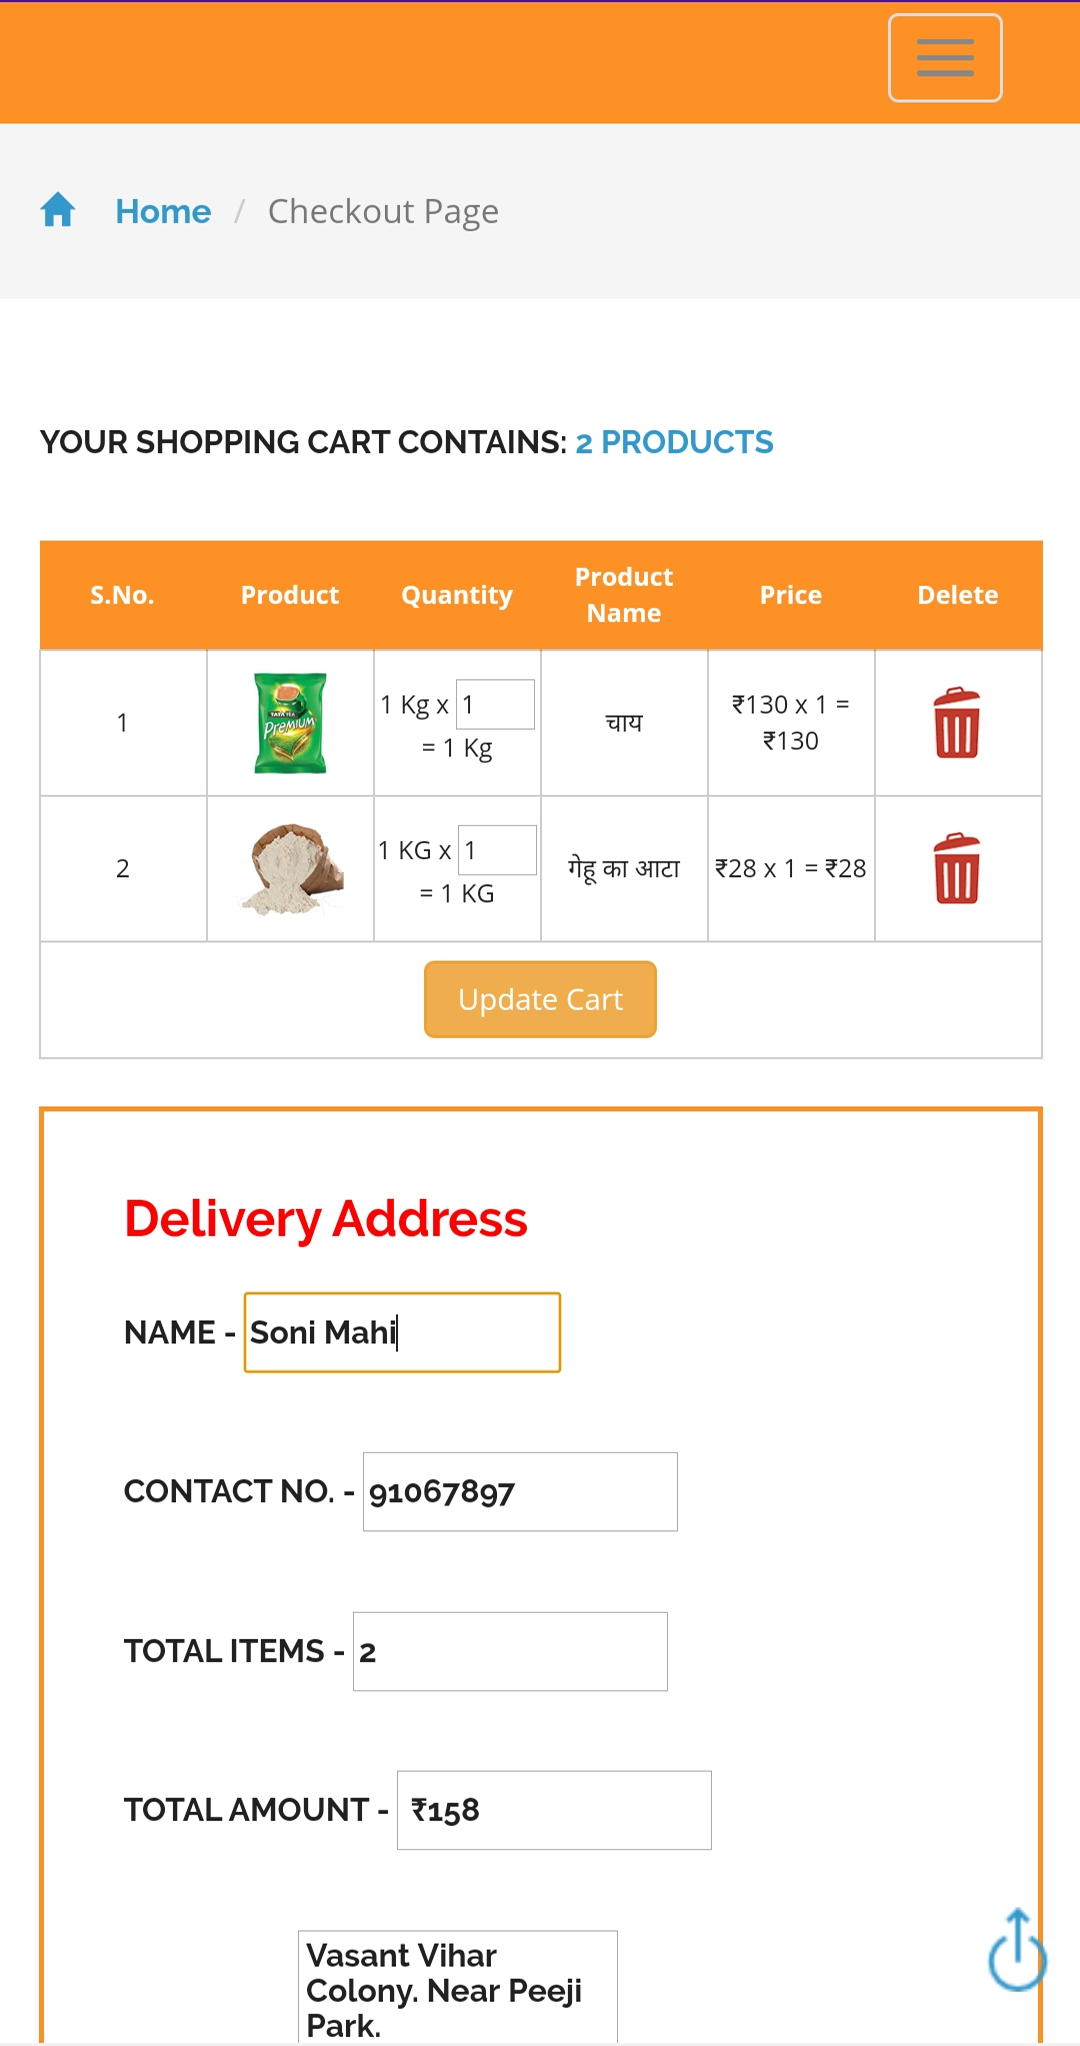 Home / Checkout Page
YOUR SHOPPING CART CONTAINS: 2 PRODUCTS
S.No. Product Quantity Product Name Price Delete
1 TATA TEA Premium 1 Kg x 1 = 1 Kg चाय ₹130 x 1 = ₹130
2 1 KG x 1 = 1 KG गेहू का आटा ₹28 x 1 = ₹28
Update Cart
Delivery Address
NAME - Soni Mahi
CONTACT NO. - 91067897
TOTAL ITEMS - 2
TOTAL AMOUNT - ₹158
Vasant Vihar
Colony. Near Peeji
Park.